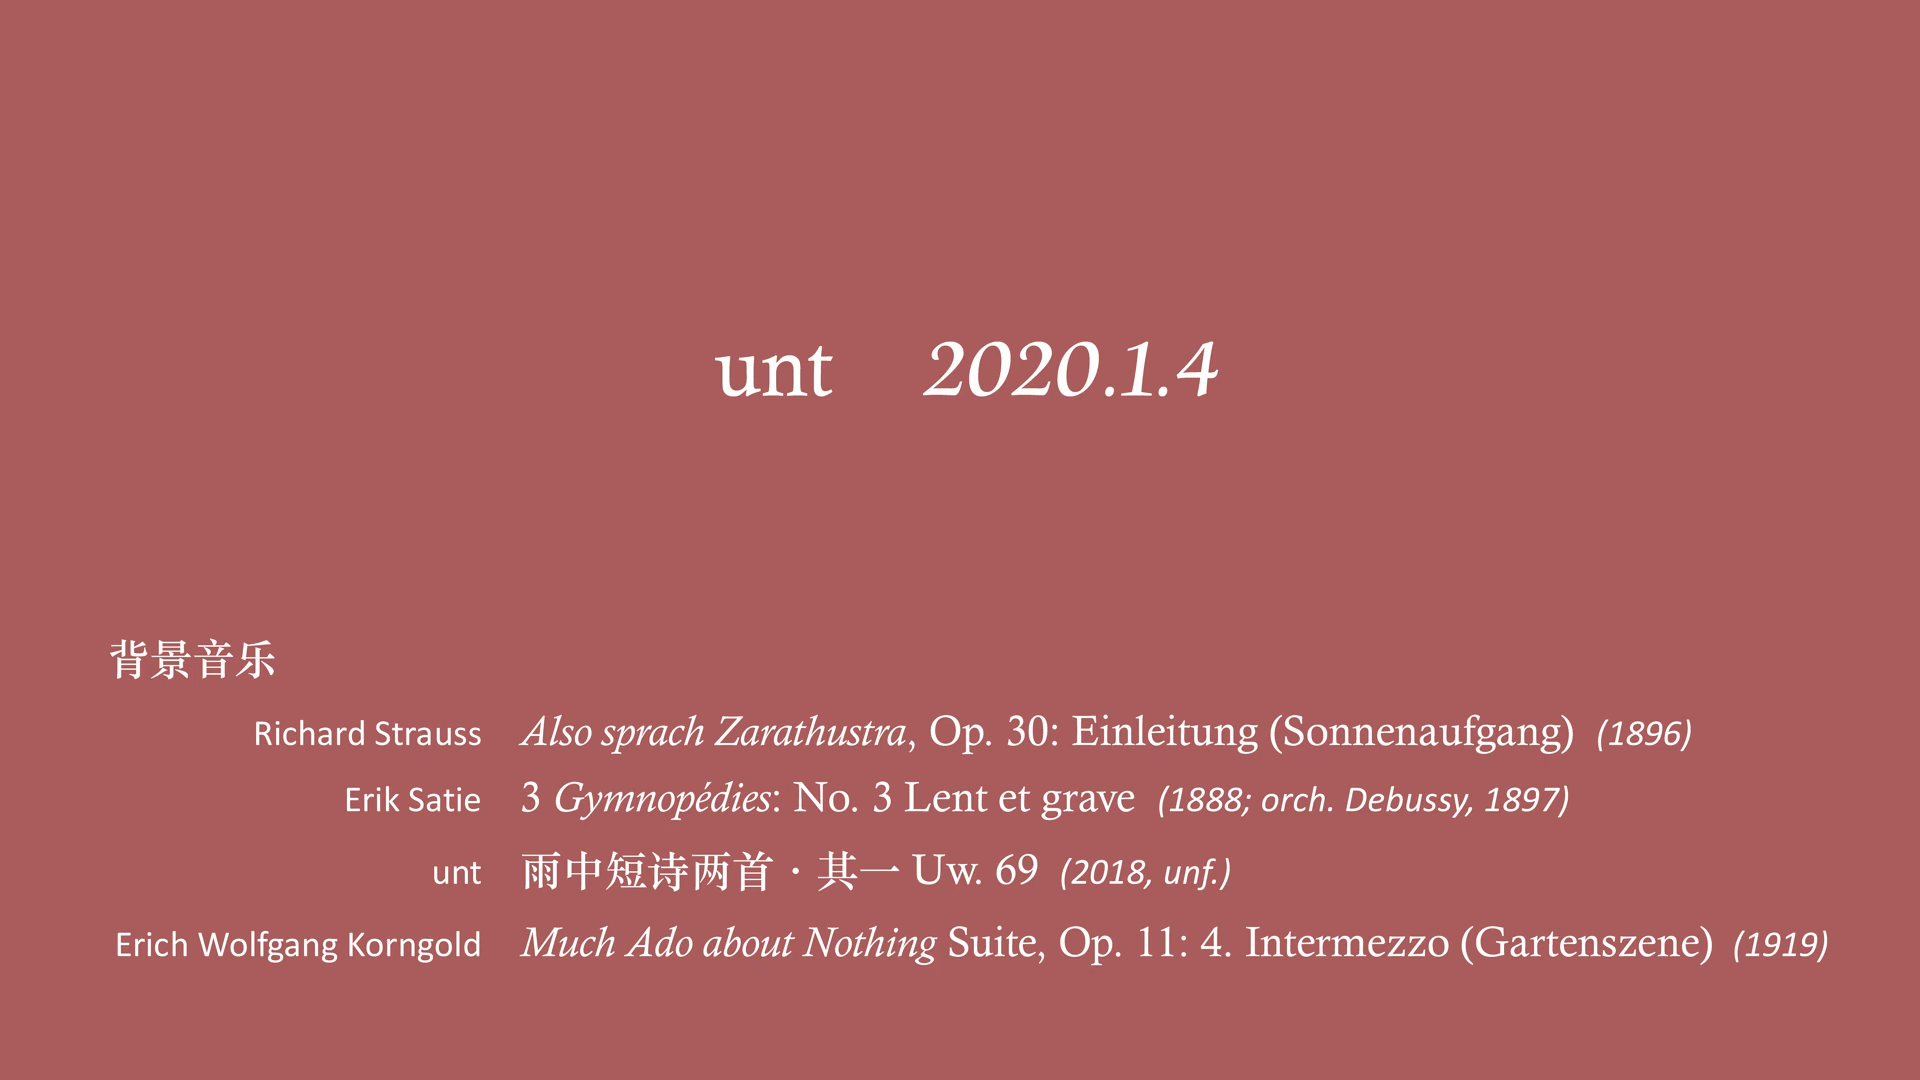 unt 2020.1.4
背景音乐
Richard Strauss Also sprach Zarathustra, Op. 30: Einleitung (Sonnenaufgang) (1896)
Erik Satie 3 Gymnopédies: No. 3 Lent et grave (1888; orch. Debussy, 1897)
unt 雨中短诗两首・其一 Uw. 69 (2018, unf.)
Erich Wolfgang Korngold Much Ado about Nothing Suite, Op. 11: 4. Intermezzo (Gartenszene) (1919)